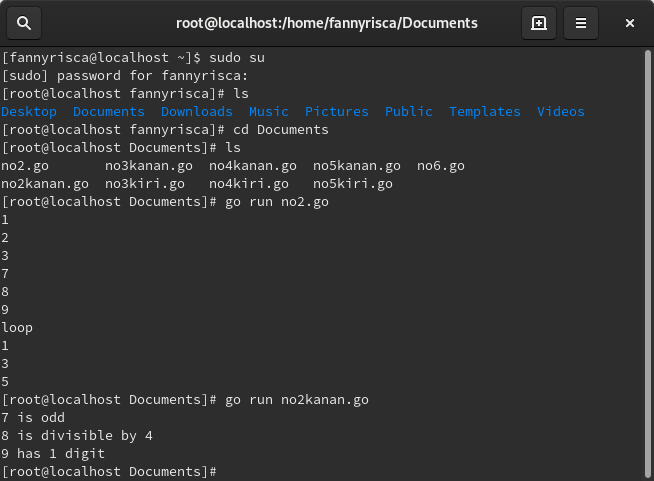 root@localhost:/home/fannyrisca/Documents
[fannyrisca@localhost ~]$ sudo su
[sudo] password for fannyrisca:
[root@localhost fannyrisca]# ls
Desktop  Documents  Downloads  Music  Pictures  Public  Templates  Videos
[root@localhost fannyrisca]# cd Documents
[root@localhost Documents]# ls
no2.go       no3kanan.go  no4kanan.go  no5kanan.go  no6.go
no2kanan.go  no3kiri.go   no4kiri.go   no5kiri.go
[root@localhost Documents]# go run no2.go
1
2
3
7
8
9
loop
1
3
5
[root@localhost Documents]# go run no2kanan.go
7 is odd
8 is divisible by 4
9 has 1 digit
[root@localhost Documents]#